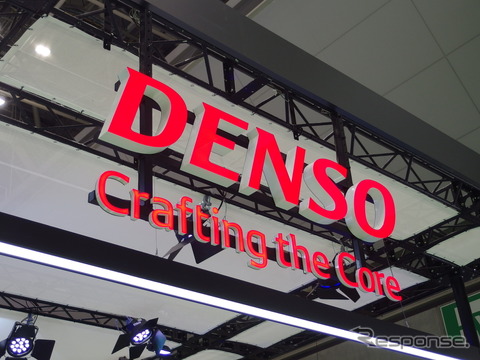 DENSO
Crafting the Core
Response.